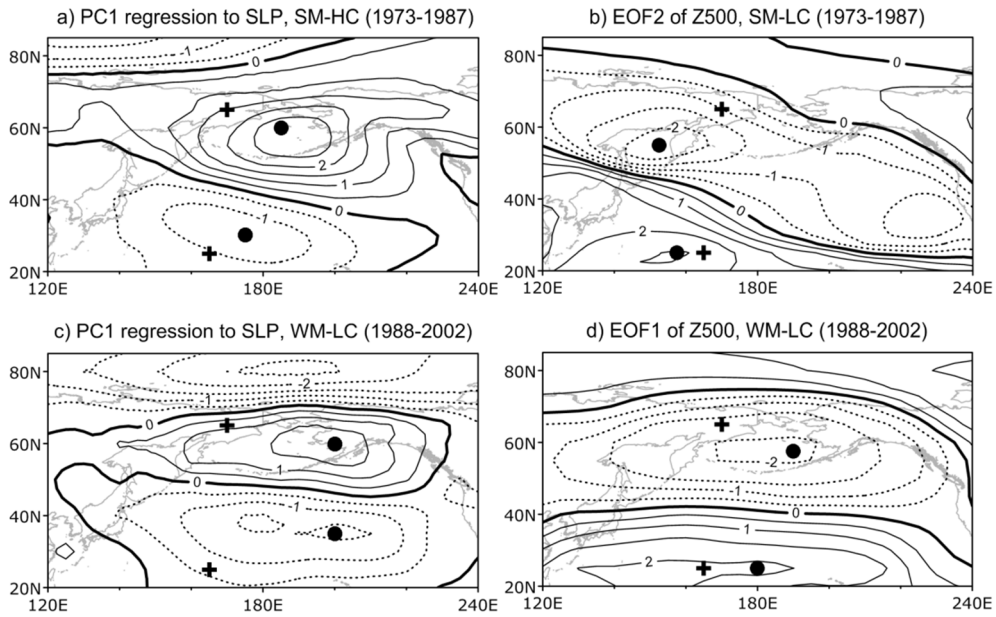 a) PC1 regression to SLP, SM-HC (1973-1987)
80N
60N
40N
20N
120E
180E
240E
-1
0
2
1
0
-1
b) EOF2 of Z500, SM-LC (1973-1987)
80N
60N
40N
20N
120E
180E
240E
0
-2
0
-1
-1
1
0
2
c) PC1 regression to SLP, WM-LC (1988-2002)
80N
60N
40N
20N
120E
180E
240E
-2
-1
0
1
0
-1
d) EOF1 of Z500, WM-LC (1988-2002)
80N
60N
40N
20N
120E
180E
240E
-2
-1
0
1
2